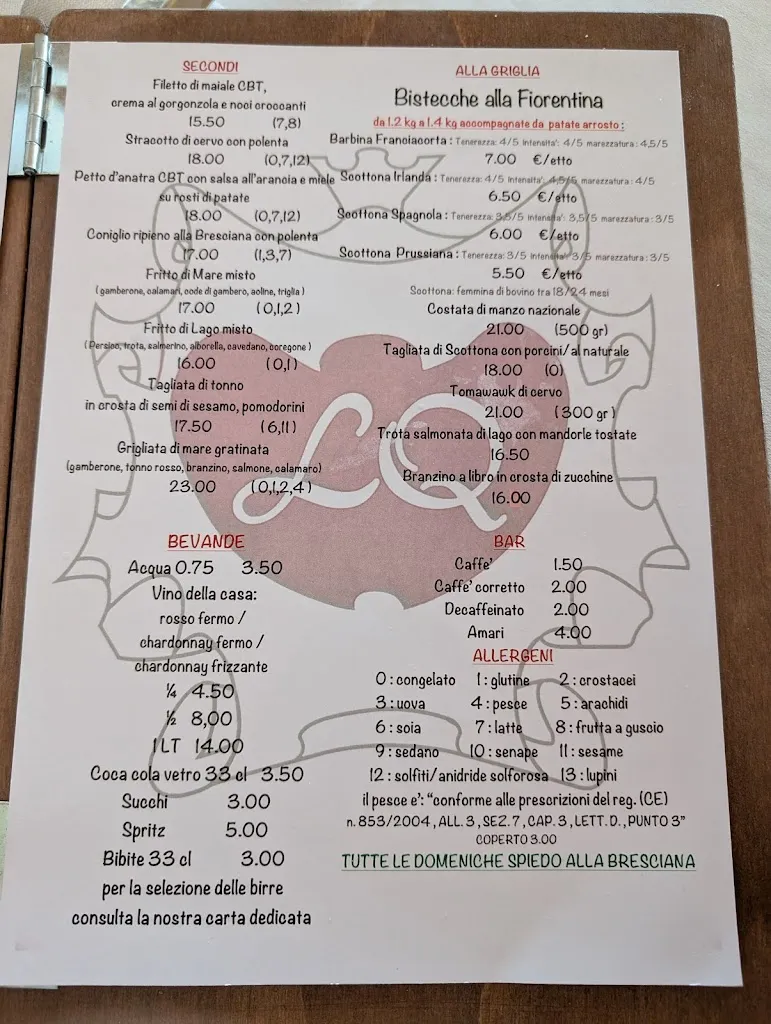 SECONDI
Filetto di maiale CBT,
crema al gorgonzola e noci croccanti
15.50 (7,8)
Stracotto di cervo con polenta
18.00 (0,7,12)
Petto d'anatra CBT con salsa all'arancia e miele
su rosti di patate
18.00 (0,7,12)
Coniglio ripieno alla Bresciana con polenta
17.00 (1,3,7)
Fritto di Mare misto
(gamberone, calamari, code di gambero, aoline, triglia)
17.00 (0,1,2)
Fritto di Lago misto
(Persico, trota, salmerino, alborella, cavedano, coregone)
16.00 (0,1)
Tagliata di tonno
in crosta di semi di sesamo, pomodorini
17.50 (6,11)
Grigliata di mare gratinata
(gamberone, tonno rosso, branzino, salmone, calamaro)
23.00 (0,1,2,4)
BEVANDE
Acqua 0.75 3.50
Vino della casa:
rosso fermo /
chardonnay fermo /
chardonnay frizzante
¼ 4.50
½ 8,00
1 LT 14.00
Coca cola vetro 33 cl 3.50
Succhi 3.00
Spritz 5.00
Bibite 33 cl 3.00
per la selezione delle birre
consulta la nostra carta dedicata
ALLA GRIGLIA
Bistecche alla Fiorentina
da 1.2 kg a 1.4 kg accompagnate da patate arrosto :
Barbina Franciacorta : Tenerezza: 4/5 Intensita': 4/5 marezzatura : 4,5/5
7.00 €/etto
Scottona Irlanda : Tenerezza: 4/5 Intensita': 4,5/5 marezzatura : 4/5
6.50 €/etto
Scottona Spagnola : Tenerezza: 3,5/5 Intensita': 3,5/5 marezzatura : 3/5
6.00 €/etto
Scottona Prussiana : Tenerezza: 3/5 Intensita': 3/5 marezzatura : 3/5
5.50 €/etto
Scottona: femmina di bovino tra 18/24 mesi
Costata di manzo nazionale
21.00 (500 gr)
Tagliata di Scottona con porcini/al naturale
18.00 (0)
Tomawawk di cervo
21.00 (300 gr)
Trota salmonata di lago con mandorle tostate
16.50
Branzino a libro in crosta di zucchine
16.00
LQ
BAR
Caffe' 1.50
Caffe' corretto 2.00
Decaffeinato 2.00
Amari 4.00
ALLERGENI
0 : congelato 1 : glutine 2 : crostacei
3 : uova 4 : pesce 5 : arachidi
6 : soia 7 : latte 8 : frutta a guscio
9 : sedano 10 : senape 11 : sesame
12 : solfiti/anidride solforosa 13 : lupini
il pesce e': "conforme alle prescrizioni del reg. (CE)
n. 853/2004 , ALL. 3 , SEZ. 7 , CAP. 3 , LETT. D. , PUNTO 3"
COPERTO 3.00
TUTTE LE DOMENICHE SPIEDO ALLA BRESCIANA